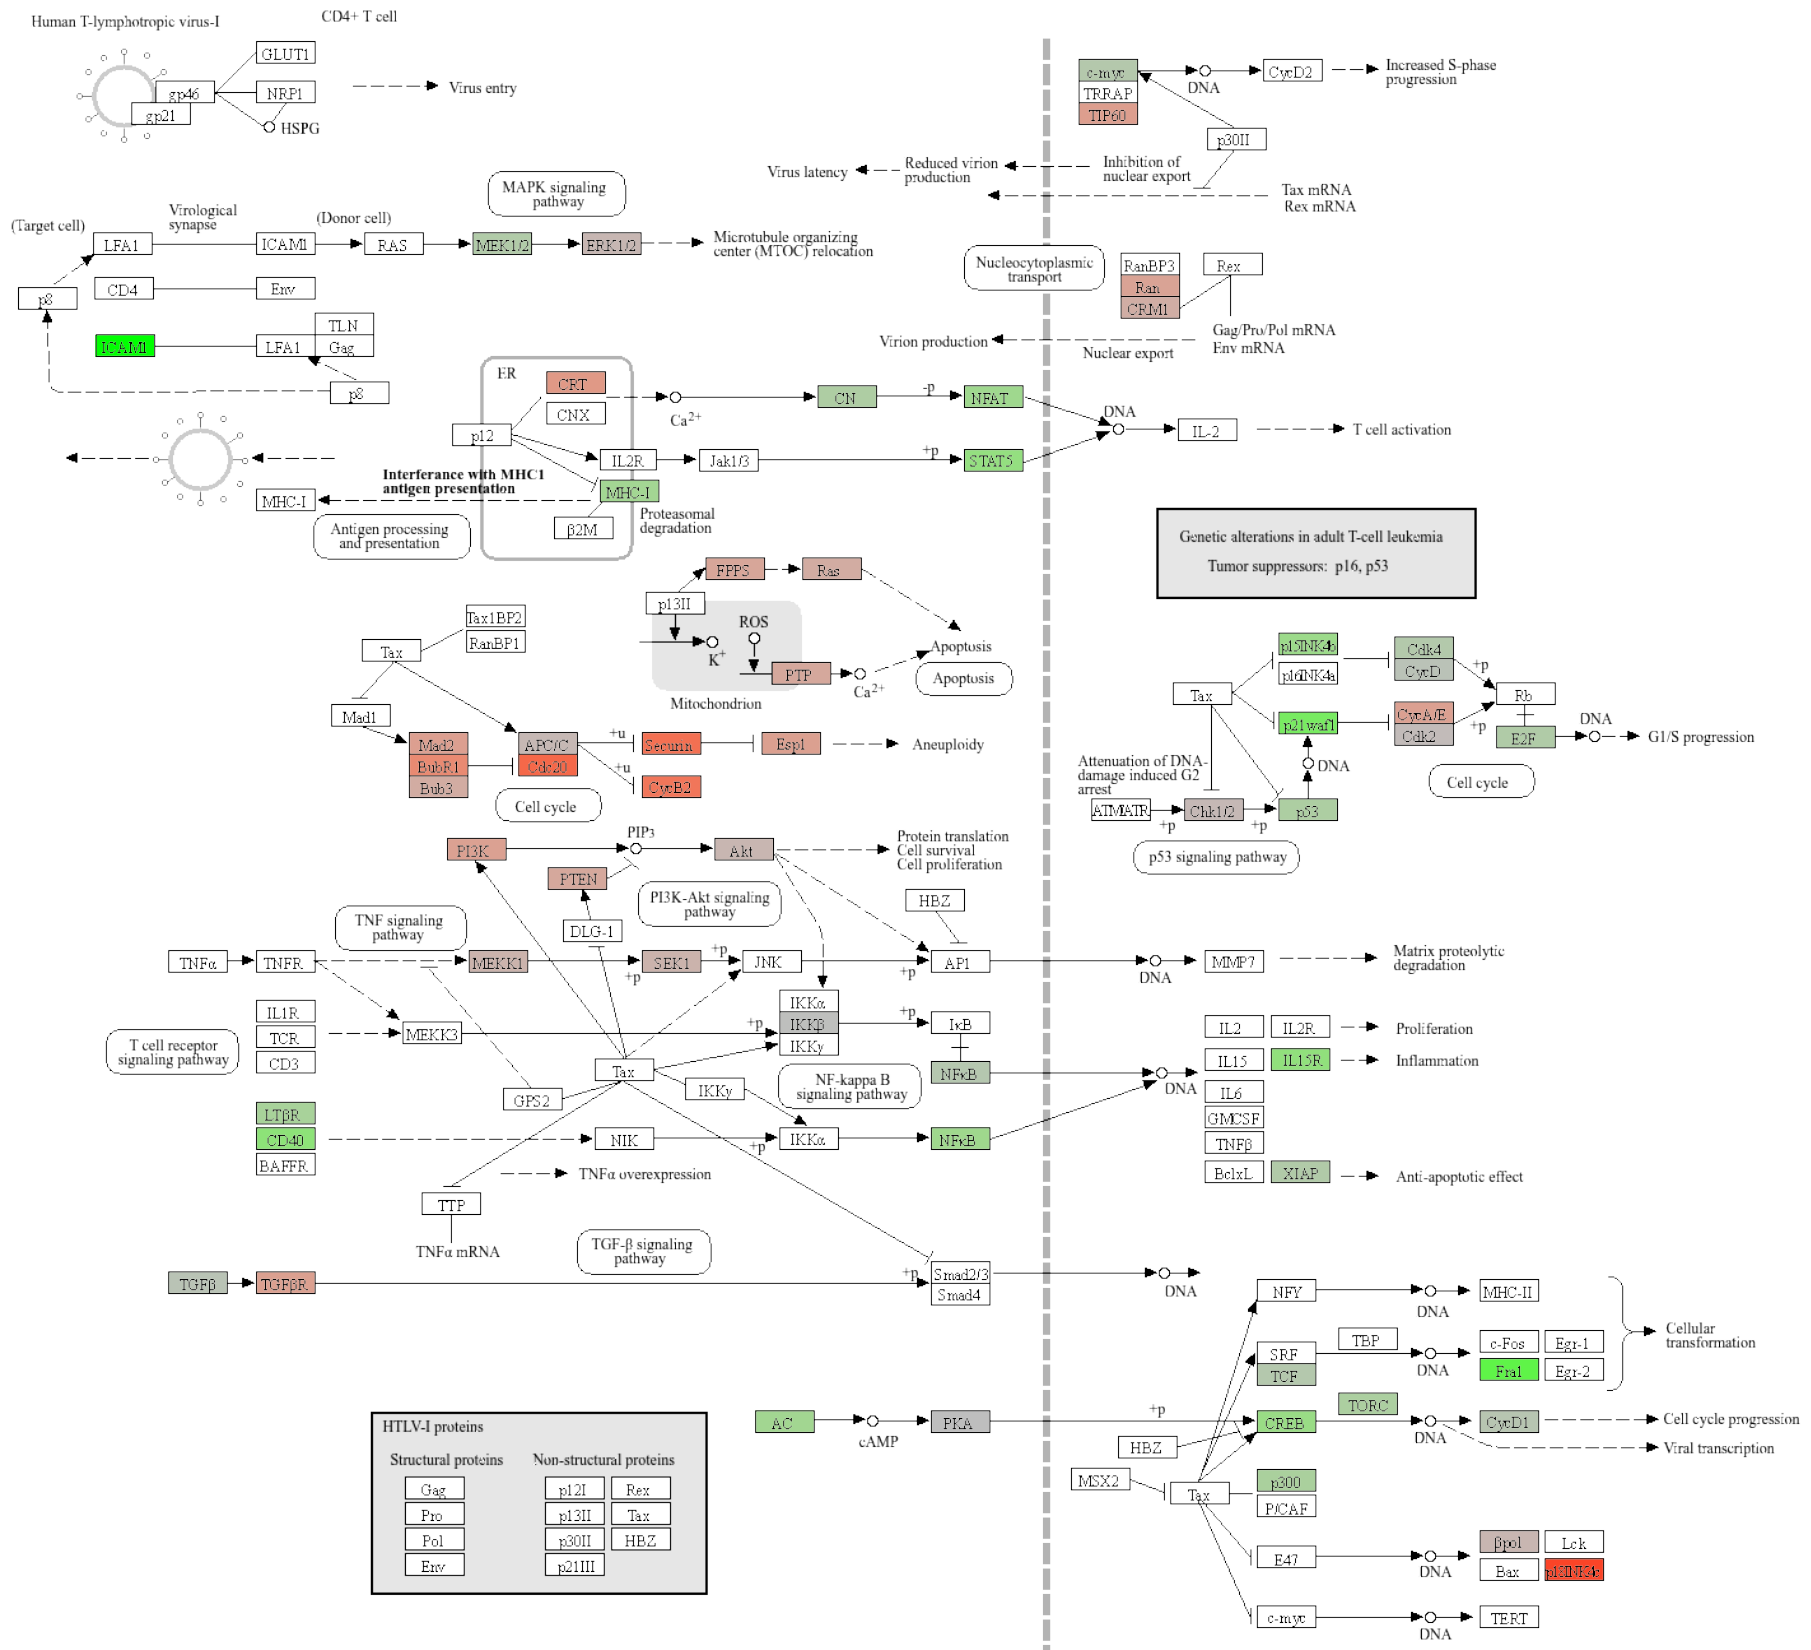 Human T-lymphotropic virus-I
CD4+ T cell
GLUT1
gp46
NRP1
gp21
HSPG
Virus entry
c-myc
TRRAP
TIP60
DNA
CycD2
Increased S-phase
progression
p30II
Virus latency
Reduced virion
production
Inhibition of
nuclear export
Tax mRNA
Rex mRNA
MAPK signaling
pathway
(Target cell)
Virological
synapse
(Donor cell)
LFA1
ICAM1
RAS
MEK1/2
ERK1/2
Microtubule organizing
center (MTOC) relocation
p8
CD4
Env
ICAM1
LFA1
TLN
Gag
p8
Nucleocytoplasmic
transport
RanBP3
Ran
CRM1
Rex
Gag/Pro/Pol mRNA
Env mRNA
Virion production
Nuclear export
ER
CRT
CNX
p12
Ca2+
CN
-p
NFAT
DNA
IL-2
T cell activation
IL2R
Jak1/3
+p
STAT5
Interferance with MHC1
antigen presentation
MHC-I
MHC-I
Antigen processing
and presentation
β2M
Proteasomal
degradation
Genetic alterations in adult T-cell leukemia
Tumor suppressors: p16, p53
FPPS
Ras
p13II
ROS
K+
PTP
Ca2+
Mitochondrion
Apoptosis
Apoptosis
Tax1BP2
RanBP1
Tax
Mad1
Mad2
BubR1
Bub3
APC/C
Cdc20
+u
+u
Securin
CycB2
Esp1
Aneuploidy
Cell cycle
p15INK4b
p16INK4a
Cdk4
CycD
+p
Tax
Rb
p21waf1
CycA/E
Cdk2
+p
E2F
DNA
G1/S progression
DNA
Cell cycle
Attenuation of DNA-
damage induced G2
arrest
ATM/ATR
+p
Chk1/2
+p
p53
p53 signaling pathway
PI3K
PIP3
Akt
Protein translation
Cell survival
Cell proliferation
PTEN
PI3K-Akt signaling
pathway
DLG-1
HBZ
TNF signaling
pathway
TNFα
TNFR
MEKK1
+p
SEK1
+p
JNK
+p
AP1
DNA
MMP7
Matrix proteolytic
degradation
IL1R
TCR
CD3
T cell receptor
signaling pathway
MEKK3
+p
IKKα
IKKβ
IKKγ
+p
IκB
NFκB
Tax
GPS2
IKKγ
NF-kappa B
signaling pathway
DNA
IL2
IL2R
Proliferation
IL15
IL15R
Inflammation
IL6
GMCSF
TNFβ
BclxL
XIAP
Anti-apoptotic effect
LTβR
CD40
BAFFR
NIK
+p
IKKα
NFκB
TNFα overexpression
TTP
TNFα mRNA
TGF-β signaling
pathway
TGFβ
TGFβR
+p
Smad2/3
Smad4
DNA
NFY
DNA
MHC-II
SRF
TCF
TBP
DNA
c-Fos
Egr-1
Fra1
Egr-2
Cellular
transformation
AC
cAMP
PKA
+p
CREB
TORC
DNA
CycD1
Cell cycle progression
Viral transcription
HBZ
MSX2
Tax
p300
P/CAF
E47
DNA
βpol
Lck
Bax
p18INK4c
c-myc
DNA
TERT
HTLV-I proteins
Structural proteins
Non-structural proteins
Gag
p12I
Rex
Pro
p13II
Tax
Pol
p30II
HBZ
Env
p21III